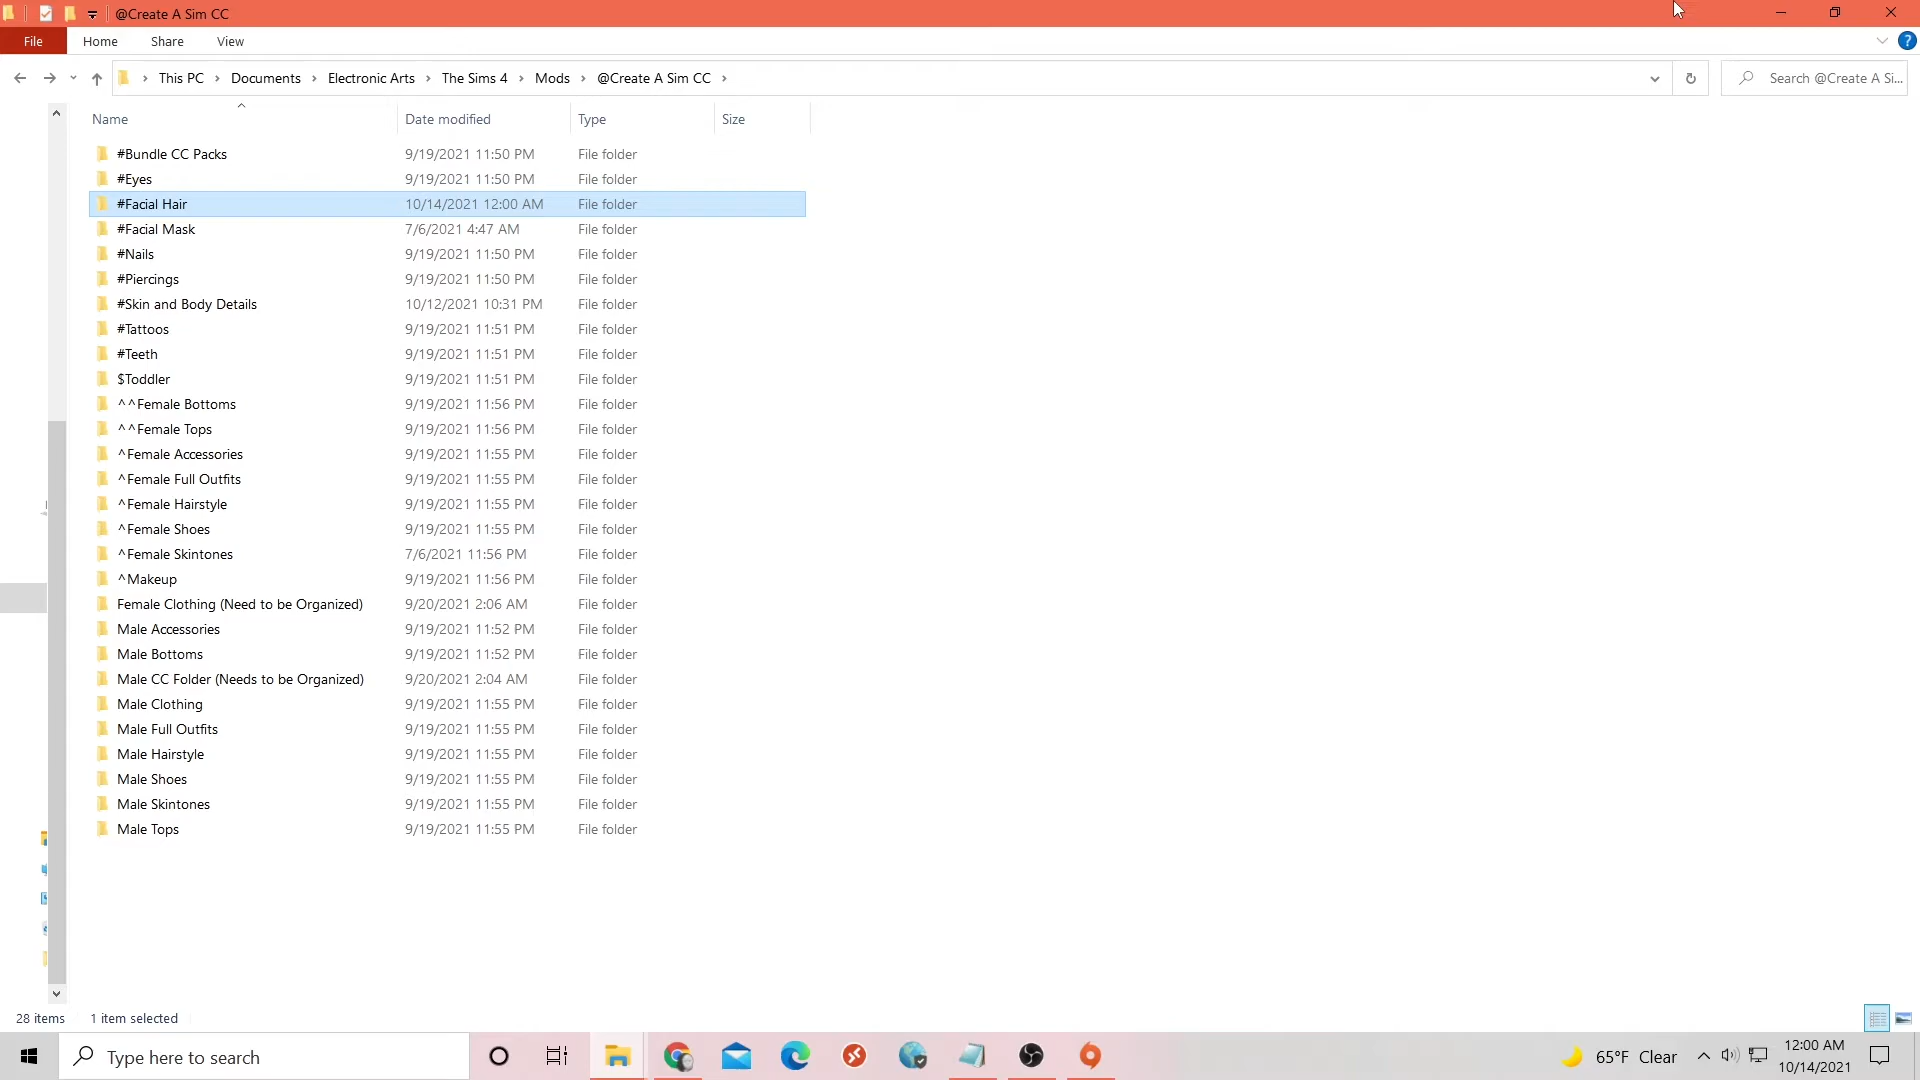 @Create A Sim CC
File Home Share View
This PC Documents Electronic Arts The Sims 4 Mods @Create A Sim CC Search @Create A Si...
Name Date modified Type Size
#Bundle CC Packs 9/19/2021 11:50 PM File folder
#Eyes 9/19/2021 11:50 PM File folder
#Facial Hair 10/14/2021 12:00 AM File folder
#Facial Mask 7/6/2021 4:47 AM File folder
#Nails 9/19/2021 11:50 PM File folder
#Piercings 9/19/2021 11:50 PM File folder
#Skin and Body Details 10/12/2021 10:31 PM File folder
#Tattoos 9/19/2021 11:51 PM File folder
#Teeth 9/19/2021 11:51 PM File folder
$Toddler 9/19/2021 11:51 PM File folder
^^Female Bottoms 9/19/2021 11:56 PM File folder
^^Female Tops 9/19/2021 11:56 PM File folder
^Female Accessories 9/19/2021 11:55 PM File folder
^Female Full Outfits 9/19/2021 11:55 PM File folder
^Female Hairstyle 9/19/2021 11:55 PM File folder
^Female Shoes 9/19/2021 11:55 PM File folder
^Female Skintones 7/6/2021 11:56 PM File folder
^Makeup 9/19/2021 11:56 PM File folder
Female Clothing (Need to be Organized) 9/20/2021 2:06 AM File folder
Male Accessories 9/19/2021 11:52 PM File folder
Male Bottoms 9/19/2021 11:52 PM File folder
Male CC Folder (Needs to be Organized) 9/20/2021 2:04 AM File folder
Male Clothing 9/19/2021 11:55 PM File folder
Male Full Outfits 9/19/2021 11:55 PM File folder
Male Hairstyle 9/19/2021 11:55 PM File folder
Male Shoes 9/19/2021 11:55 PM File folder
Male Skintones 9/19/2021 11:55 PM File folder
Male Tops 9/19/2021 11:55 PM File folder
28 items 1 item selected
Type here to search 65°F Clear 12:00 AM
10/14/2021